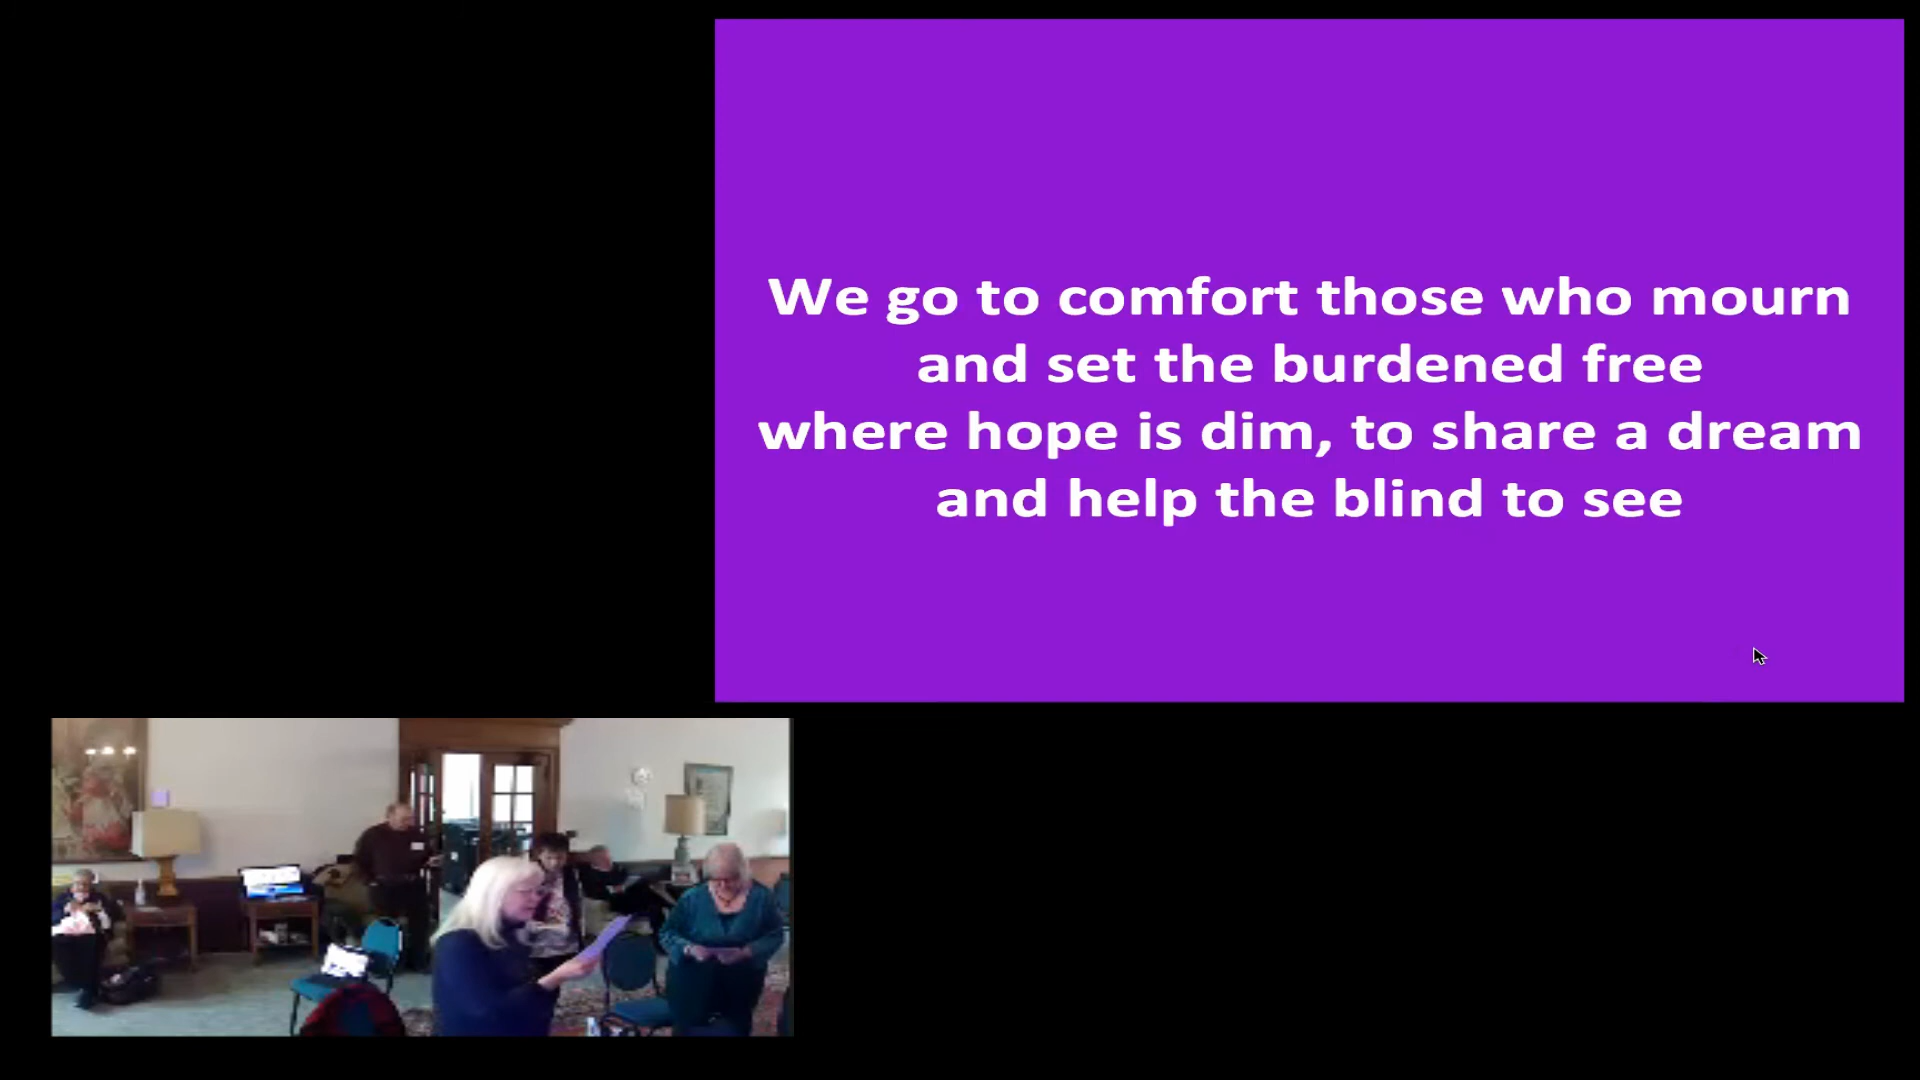 We go to comfort those who mourn
and set the burdened free
where hope is dim, to share a dream
and help the blind to see